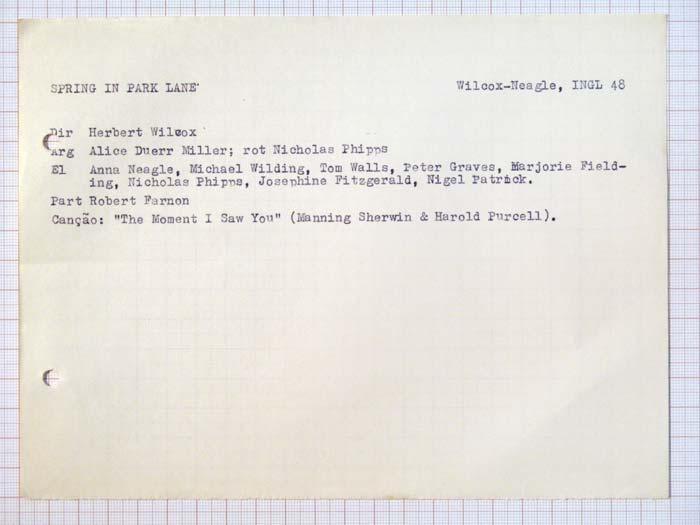 SPRING IN PARK LANE
Wilcox-Neagle, INGL 48
Dir Herbert Wilcox
Arg Alice Duerr Miller; rot Nicholas Phipps
El Anna Neagle, Michael Wilding, Tom Walls, Peter Graves, Marjorie Field-
ing, Nicholas Phipps, Josephine Fitzgerald, Nigel Patrick.
Part Robert Farnon
Canção: "The Moment I Saw You" (Manning Sherwin & Harold Purcell).